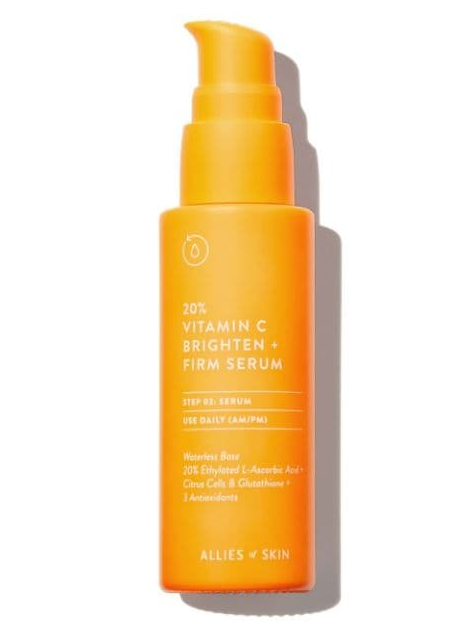 20%
VITAMIN C
BRIGHTEN +
FIRM SERUM
STEP 02: SERUM
USE DAILY (AM/PM)
Waterless Base
20% Ethylated L-Ascorbic Acid +
Citrus Cells & Glutathione +
3 Antioxidants
ALLIES of SKIN